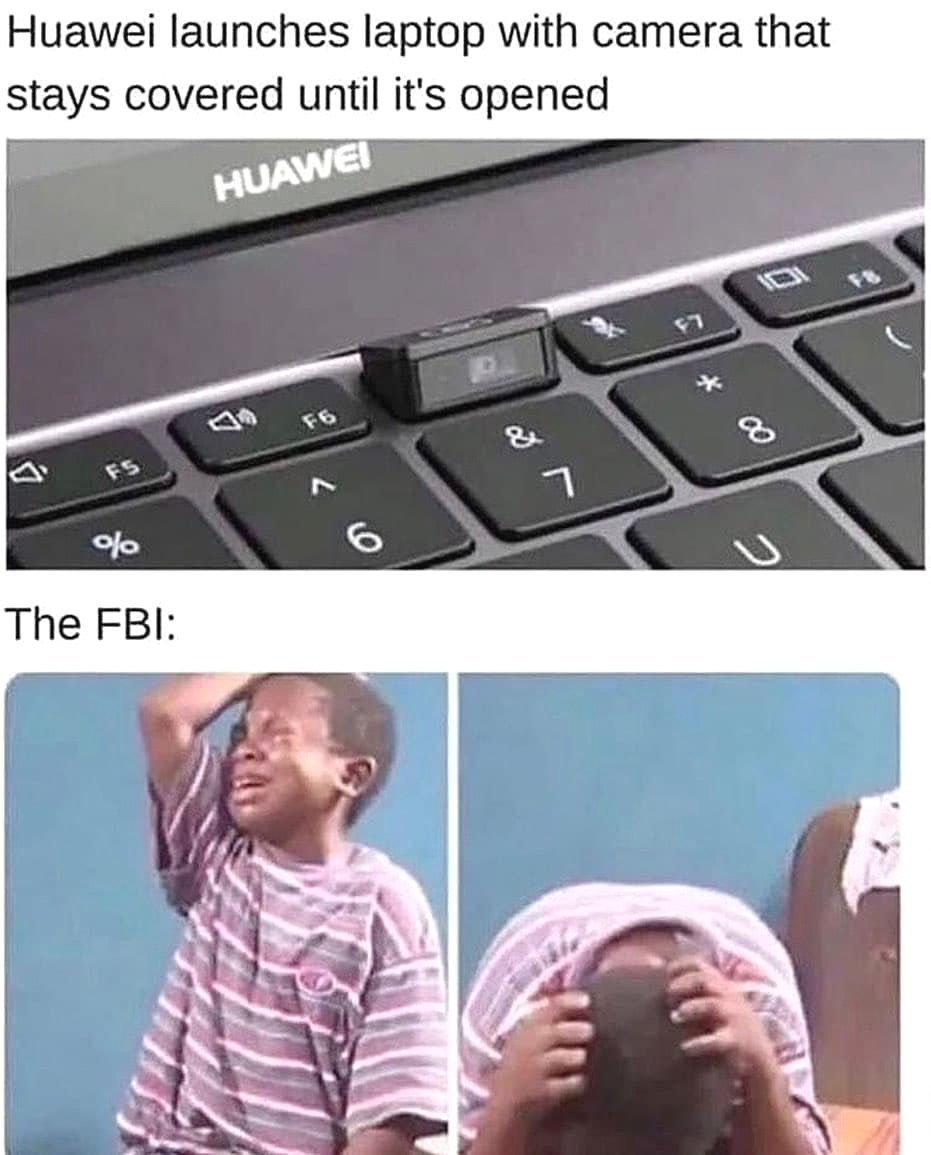 Huawei launches laptop with camera that
stays covered until it's opened
HUAWEI
F8
F7
F6
F5
* 8
& 7
^ 6
%
(
U
The FBI: